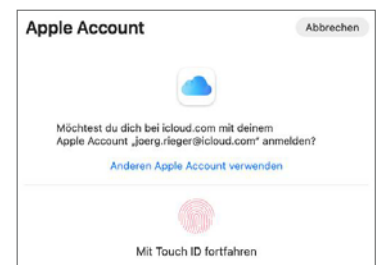 Apple Account
Abbrechen
Möchtest du dich bei icloud.com mit deinem
Apple Account „joerg.rieger@icloud.com“ anmelden?
Anderen Apple Account verwenden
Mit Touch ID fortfahren